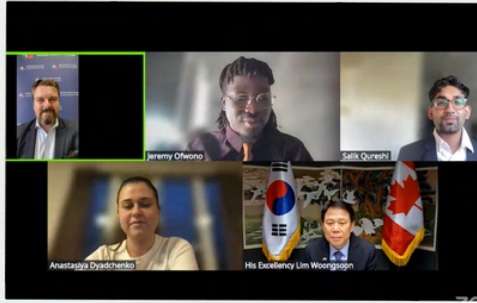 Jeremy Ofwono
Salik Qureshi
Anastasiya Dyadchenko
His Excellency Lim Woongsoon